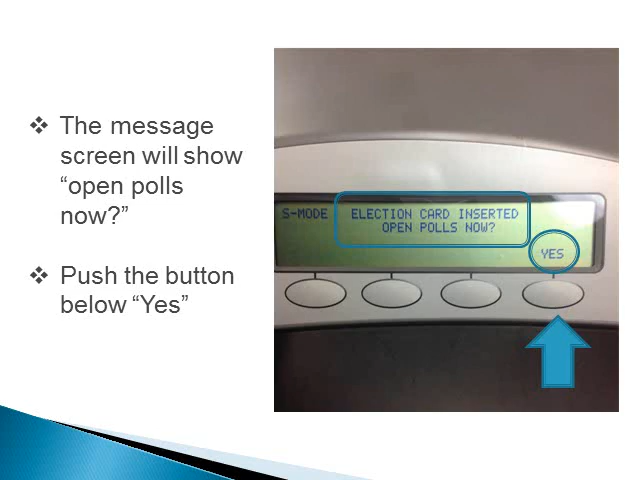 ❖ The message
screen will show
“open polls
now?”
❖ Push the button
below “Yes”
S-MODE ELECTION CARD INSERTED
OPEN POLLS NOW?
YES